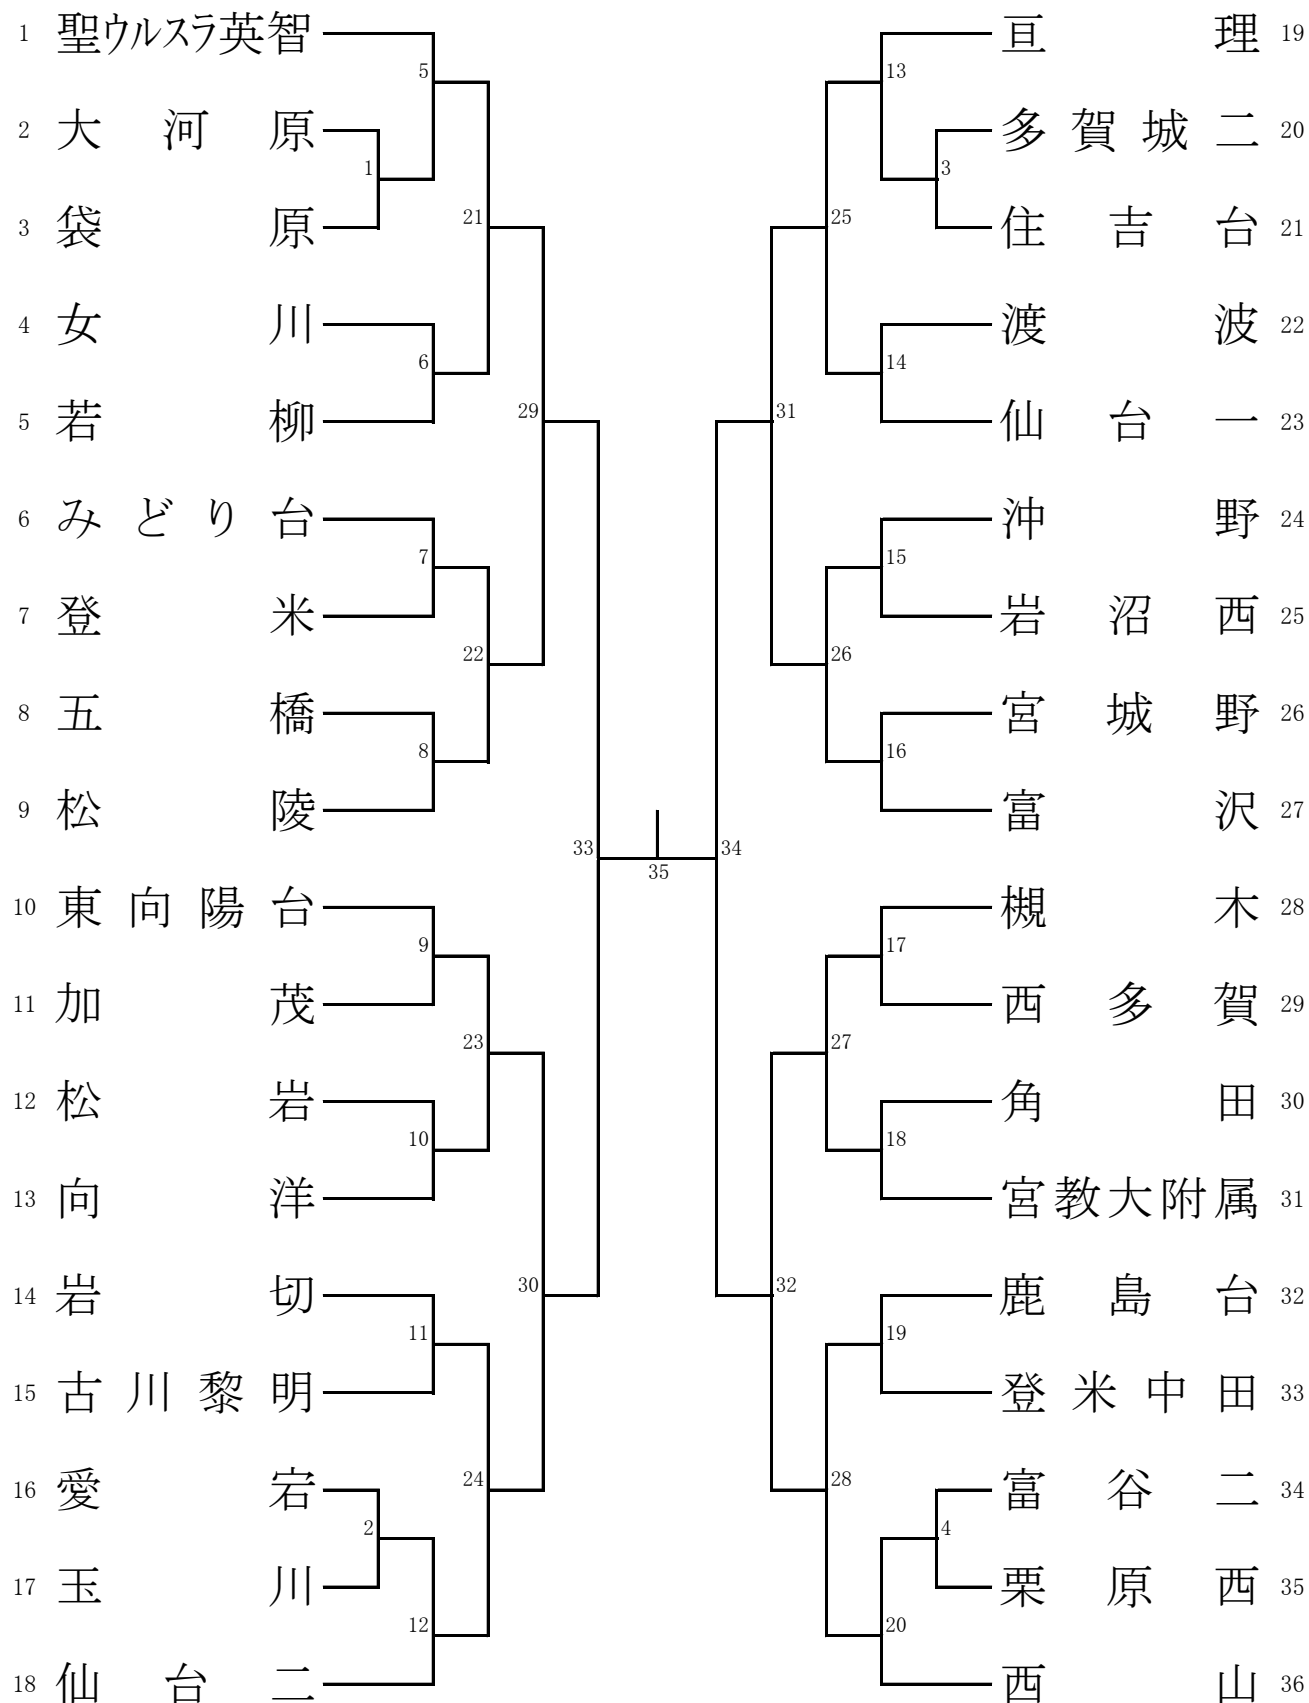 1 聖ウルスラ英智
2 大河原
3 袋原
4 女川
5 若柳
6 みどり台
7 登米
8 五橋
9 松陵
10 東向陽台
11 加茂
12 松岩
13 向洋
14 岩切
15 古川黎明
16 愛宕
17 玉川
18 仙台二
5
1
21
6
29
7
22
8
33
9
23
10
30
11
24
2
12
35
13
3
25
14
31
15
26
16
34
17
27
18
32
19
28
4
20
亘理 19
多賀城二 20
住吉台 21
渡波 22
仙台一 23
沖野 24
岩沼西 25
宮城野 26
富沢 27
槻木 28
西多賀 29
角田 30
宮教大附属 31
鹿島台 32
登米中田 33
富谷二 34
栗原西 35
西山 36